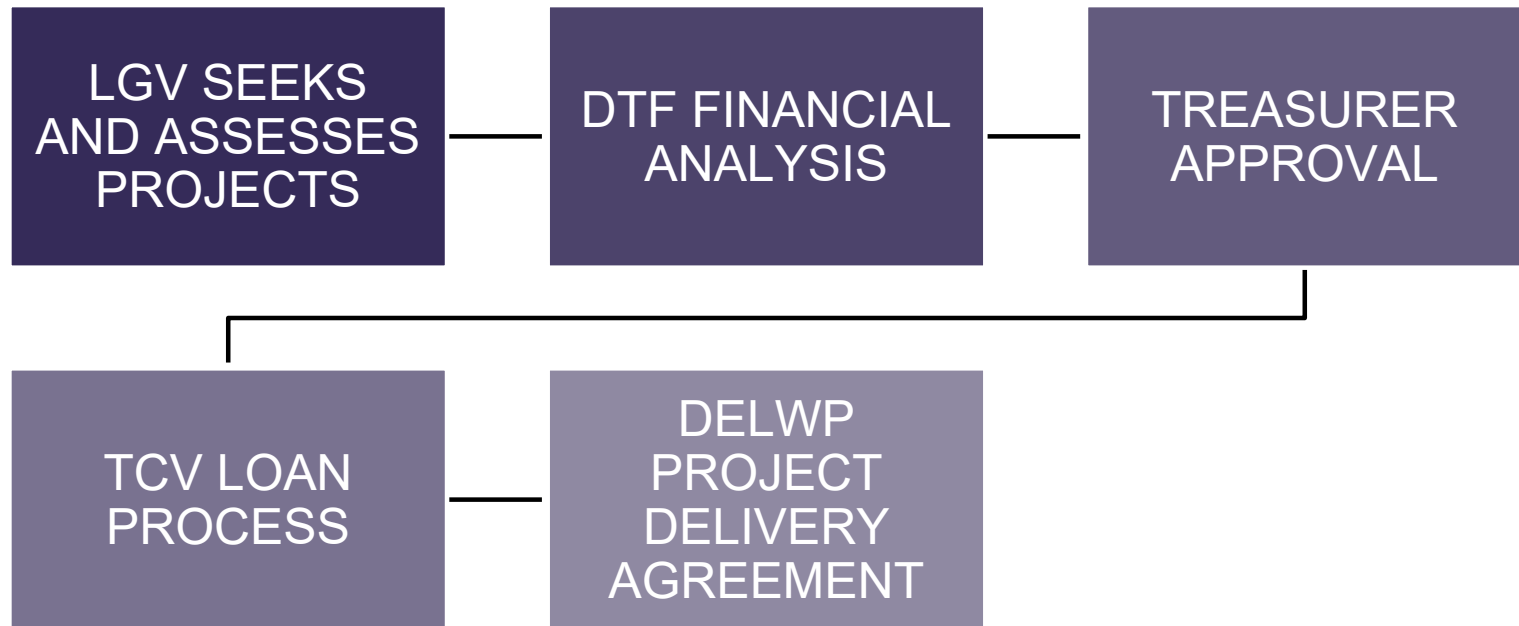 LGV SEEKS
AND ASSESSES
PROJECTS
DTF FINANCIAL
ANALYSIS
TREASURER
APPROVAL
TCV LOAN
PROCESS
DELWP
PROJECT
DELIVERY
AGREEMENT